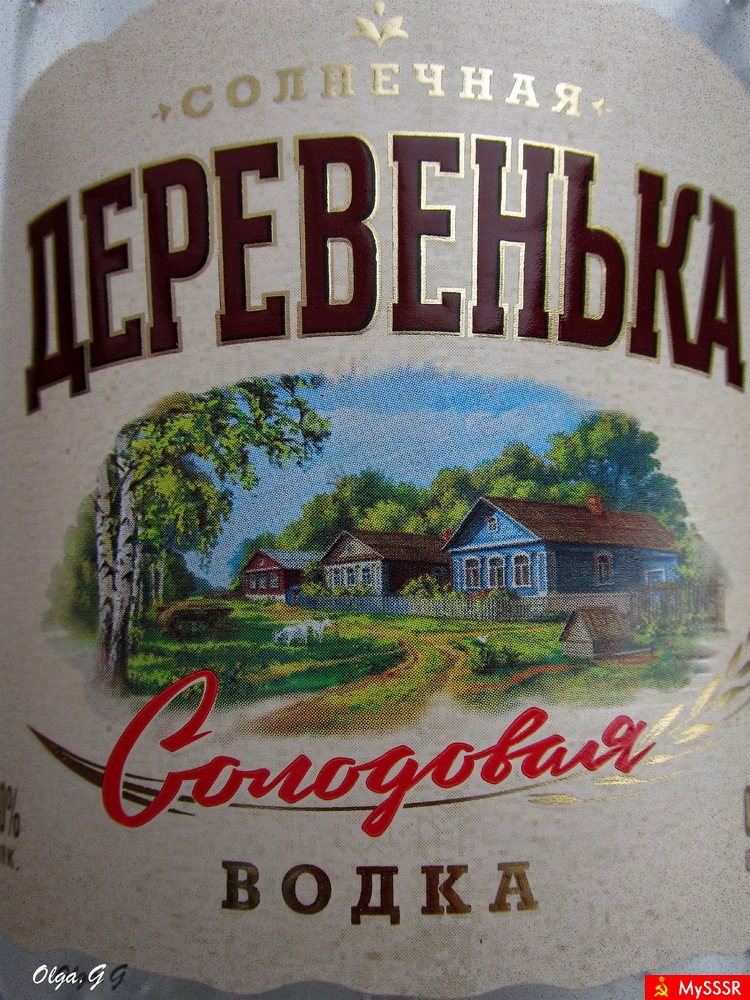 СОЛНЕЧНАЯ
ДЕРЕВЕНЬКА
Солодовая
ВОДКА
Olga.G
MySSSR